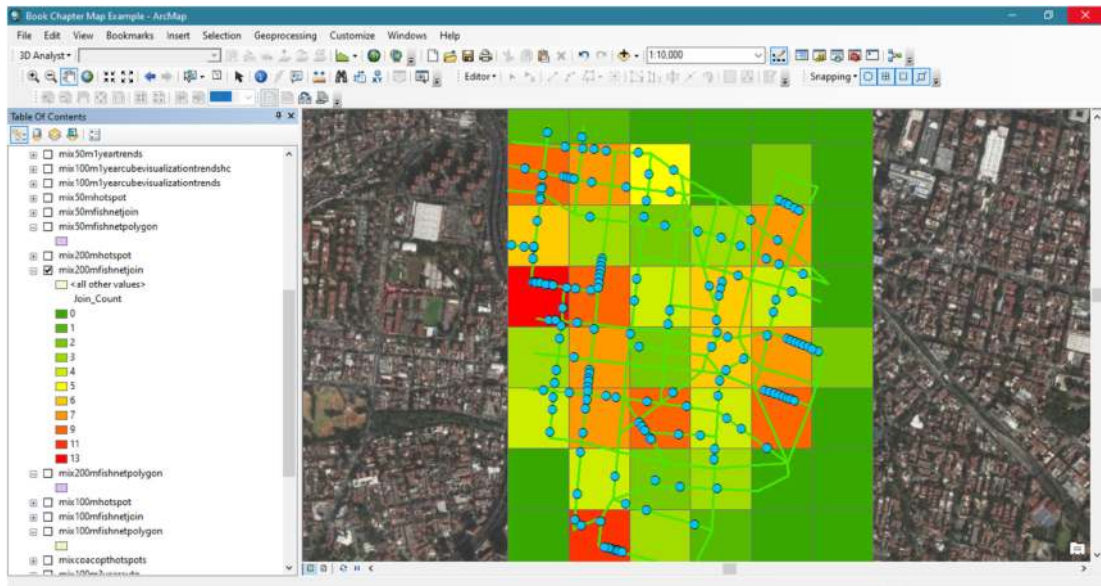 Book Chapter Map Example - ArcMap
File Edit View Bookmarks Insert Selection Geoprocessing Customize Windows Help
3D Analyst
1:10,000
Editor Snapping
Table Of Contents
mix50m1yeartrends
mix100m1yearcubevisualizationtrendshc
mix100m1yearcubevisualizationtrends
mix50mhotspot
mix50mfishnetjoin
mix50mfishnetpolygon
mix200mhotspot
mix200mfishnetjoin
<all other values>
Join_Count
0
1
2
3
4
5
6
7
9
11
13
mix200mfishnetpolygon
mix100mhotspot
mix100mfishnetjoin
mix100mfishnetpolygon
mixcoacopthotspots